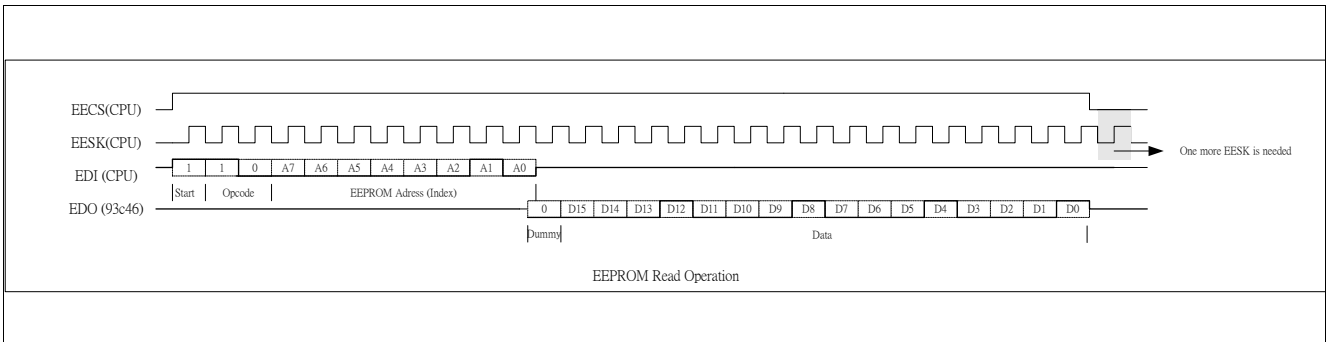 EECS(CPU)
EESK(CPU)
One more EESK is needed
EDI (CPU) 1 1 0 A7 A6 A5 A4 A3 A2 A1 A0
Start Opcode EEPROM Adress (Index)
EDO (93c46) 0 D15 D14 D13 D12 D11 D10 D9 D8 D7 D6 D5 D4 D3 D2 D1 D0
Dummy Data
EEPROM Read Operation